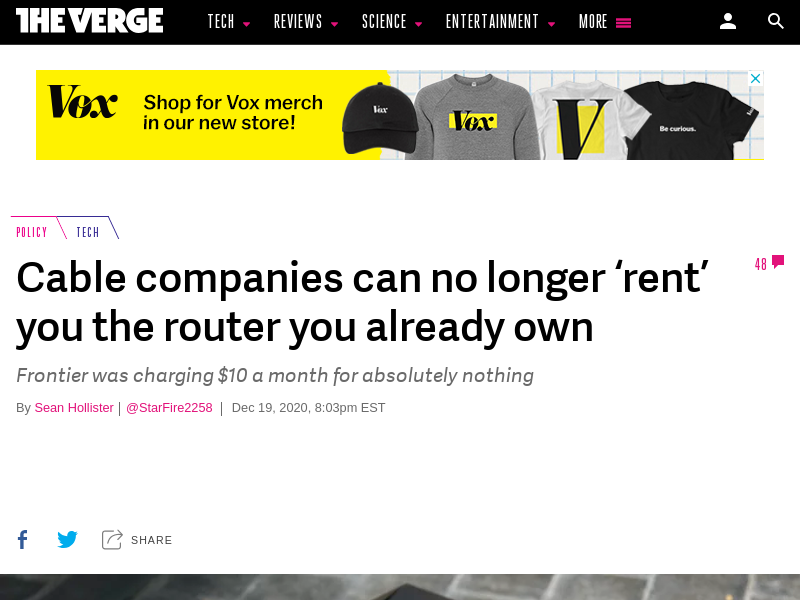 THE VERGE
TECH REVIEWS SCIENCE ENTERTAINMENT MORE
Vox
Shop for Vox merch
in our new store!
Vox
Vox
V
Be curious.
POLICY TECH
Cable companies can no longer ‘rent’
you the router you already own
48
Frontier was charging $10 a month for absolutely nothing
By Sean Hollister | @StarFire2258 | Dec 19, 2020, 8:03pm EST
SHARE